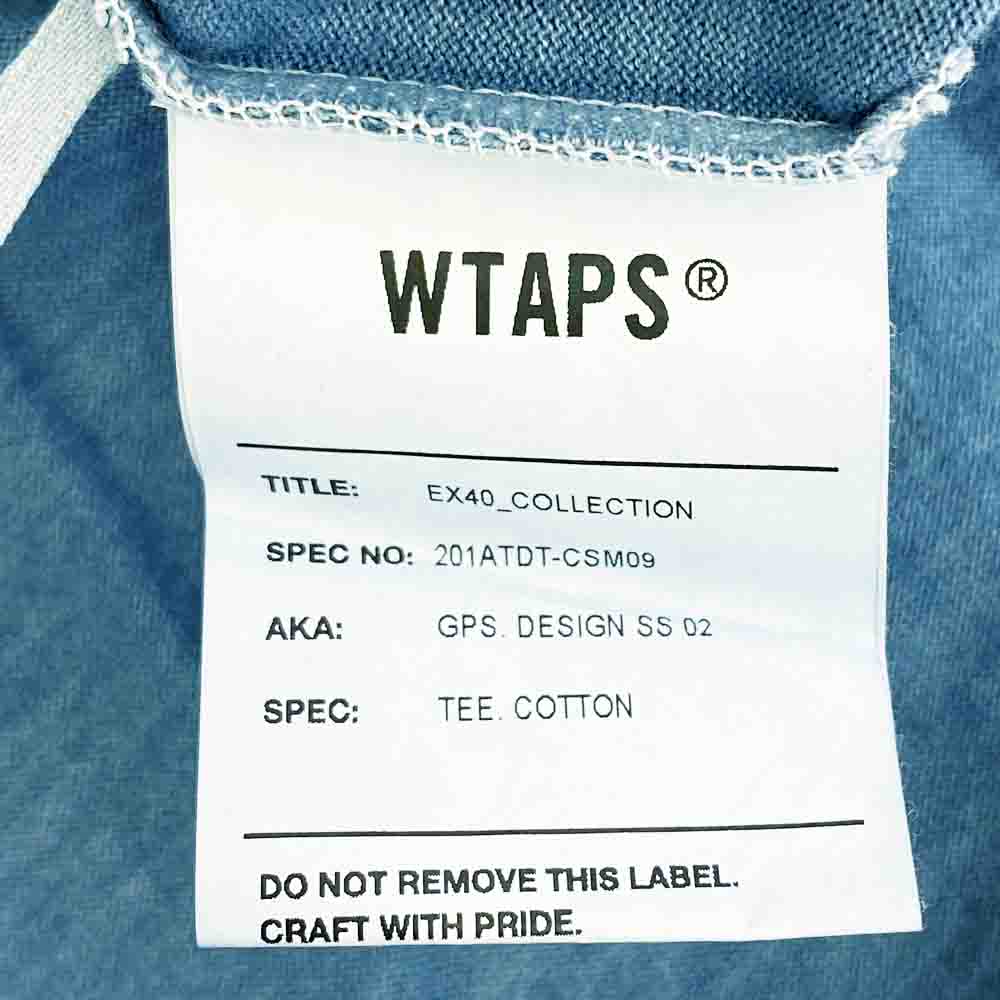 WTAPS®
TITLE: EX40_COLLECTION
SPEC NO: 201ATDT-CSM09
AKA: GPS. DESIGN SS 02
SPEC: TEE. COTTON
DO NOT REMOVE THIS LABEL.
CRAFT WITH PRIDE.